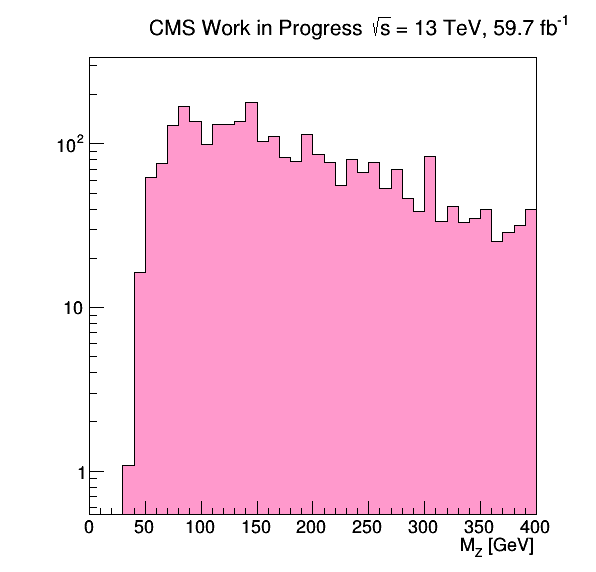 CMS Work in Progress √s = 13 TeV, 59.7 fb⁻¹
10²
10
1
0 50 100 150 200 250 300 350 400
M_Z [GeV]